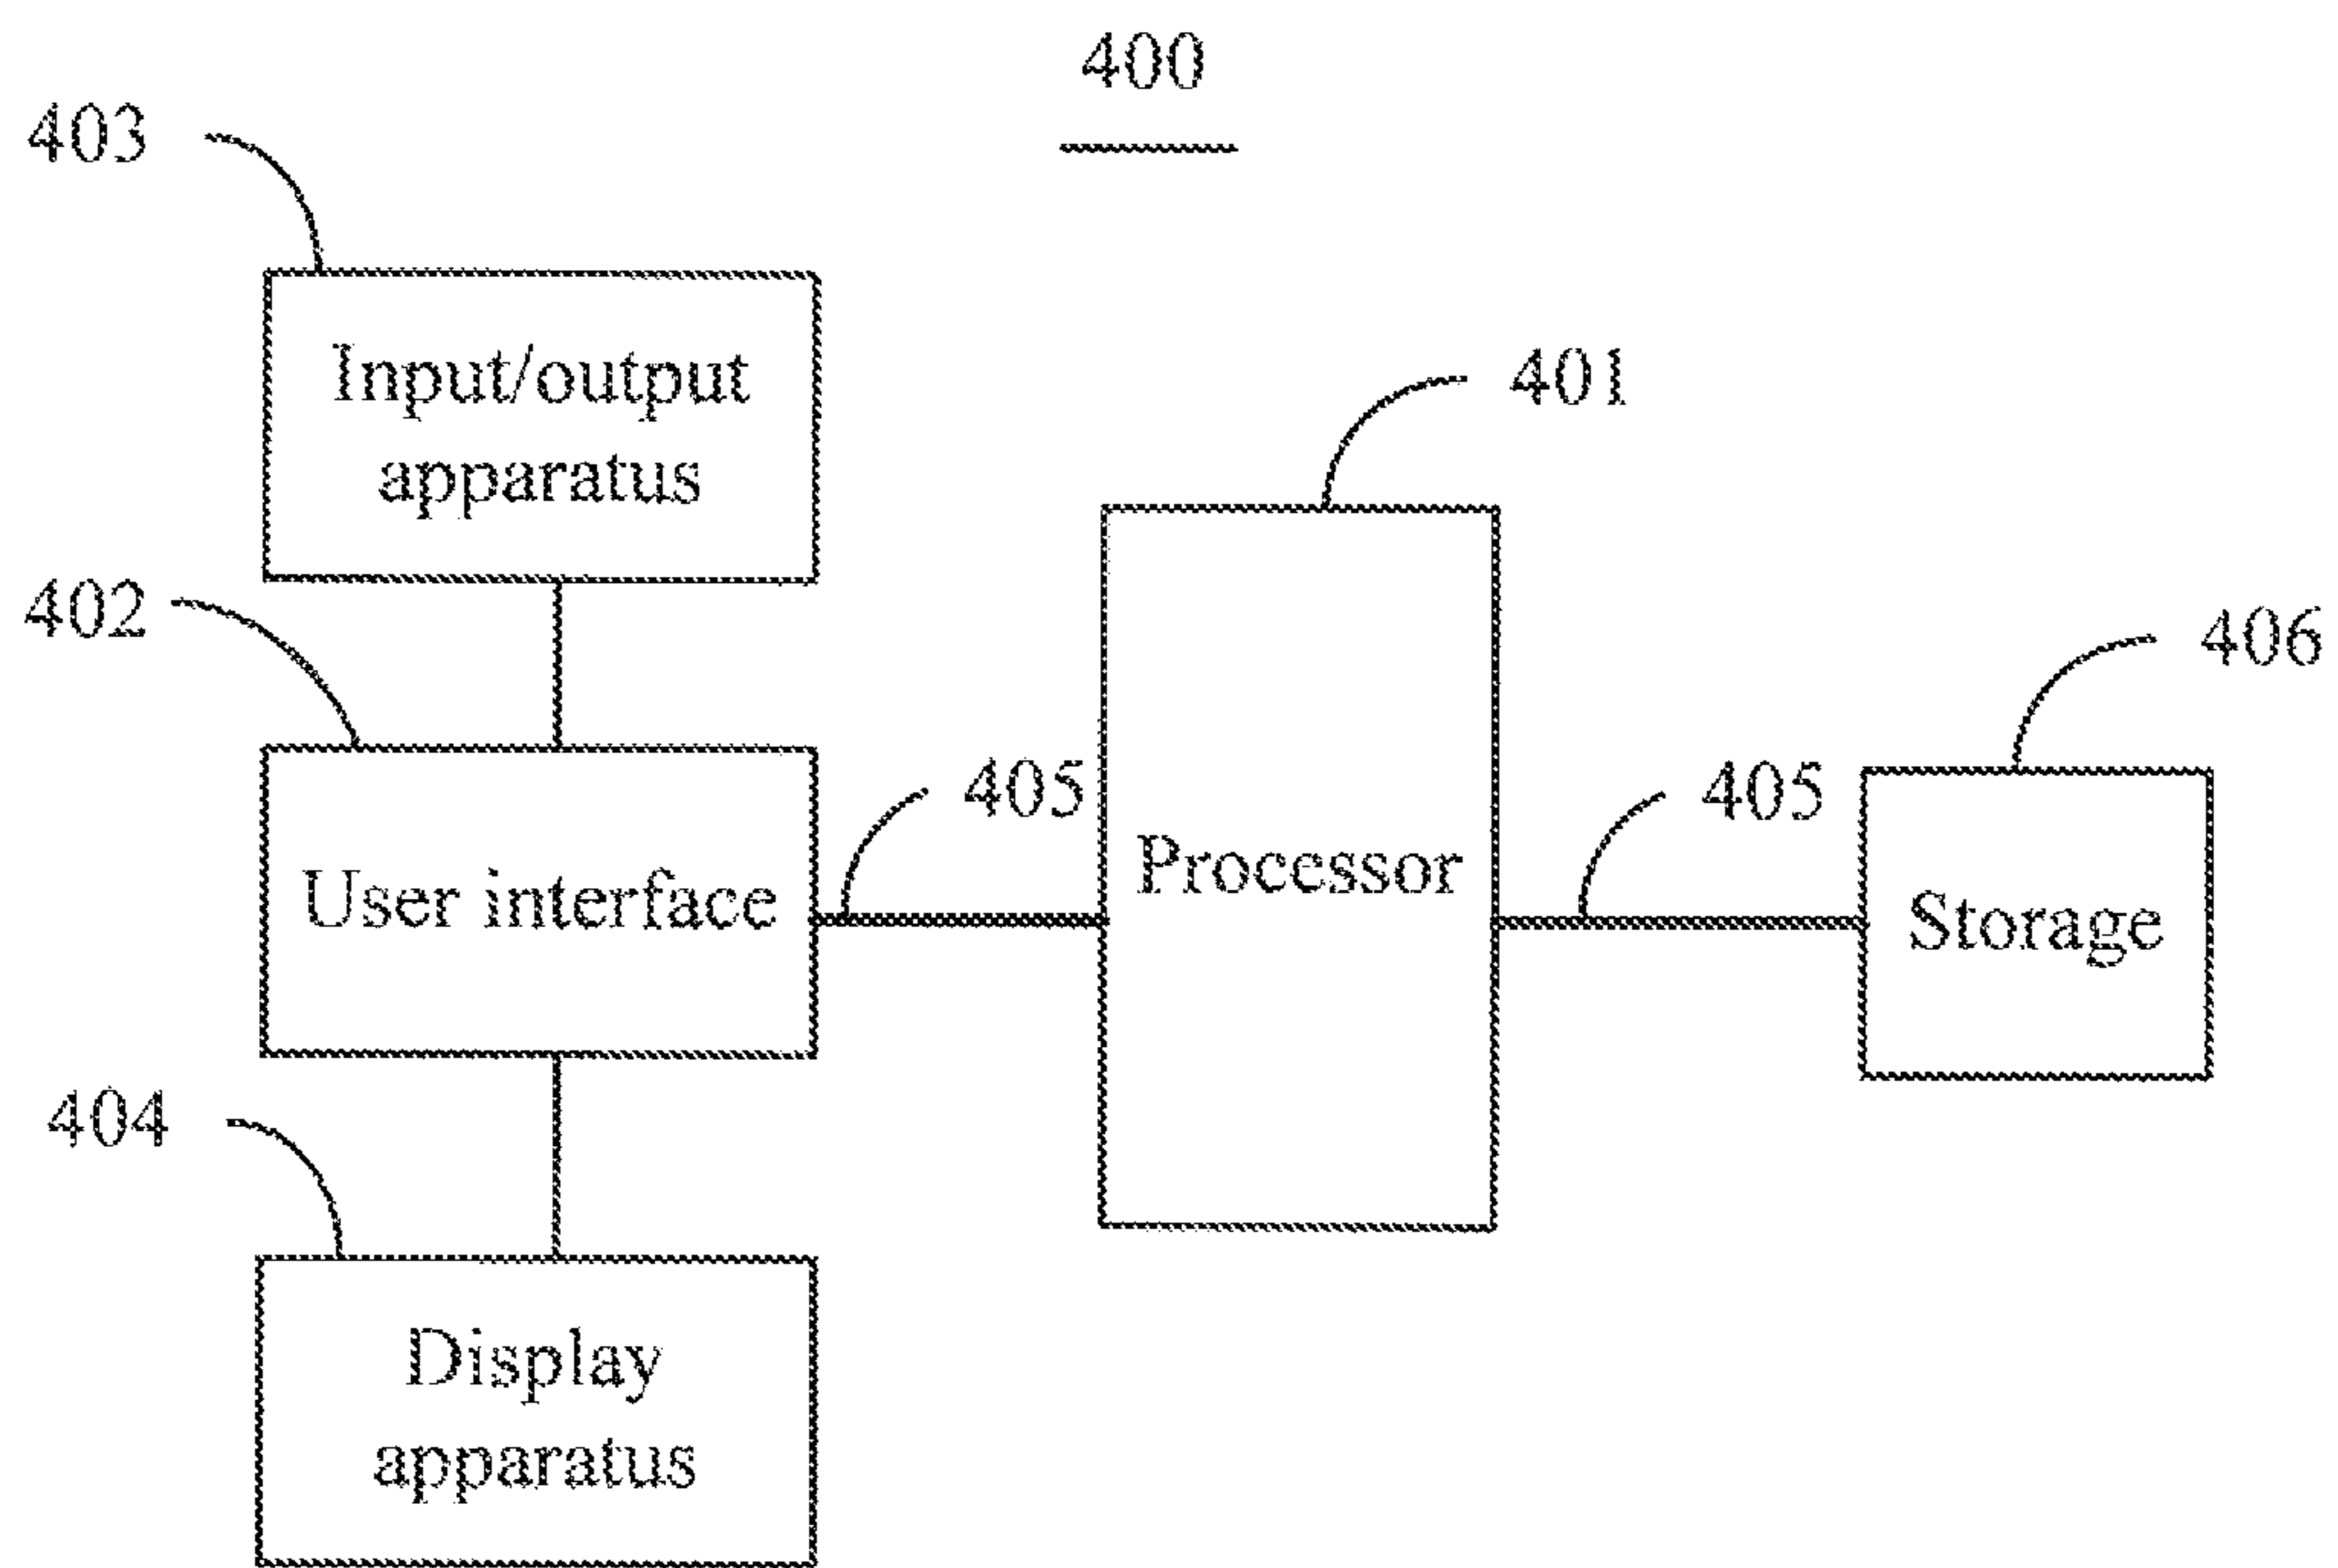 400
403
Input/output
apparatus
401
402
406
405
405
User interface
Processor
Storage
404
Display
apparatus